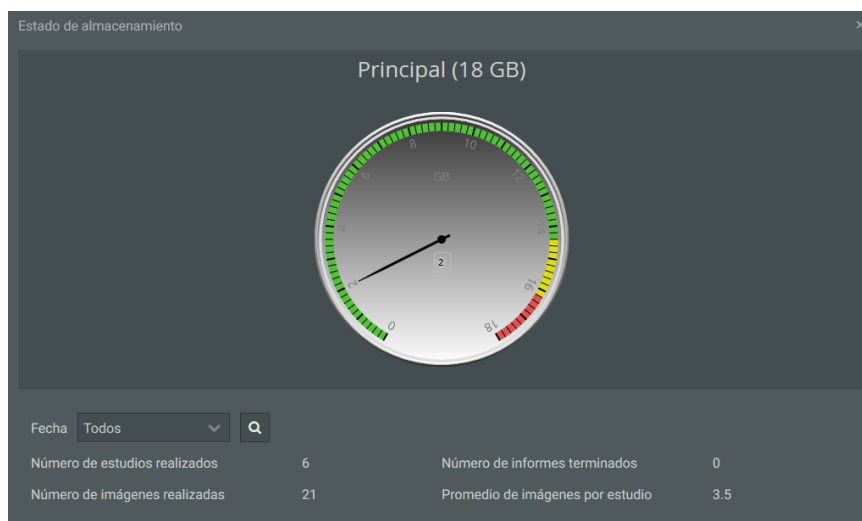 Estado de almacenamiento ×
Principal (18 GB)
0
2
4
6
8
10
12
14
16
18
GB
2
Fecha Todos
Número de estudios realizados 6 Número de informes terminados 0
Número de imágenes realizadas 21 Promedio de imágenes por estudio 3.5